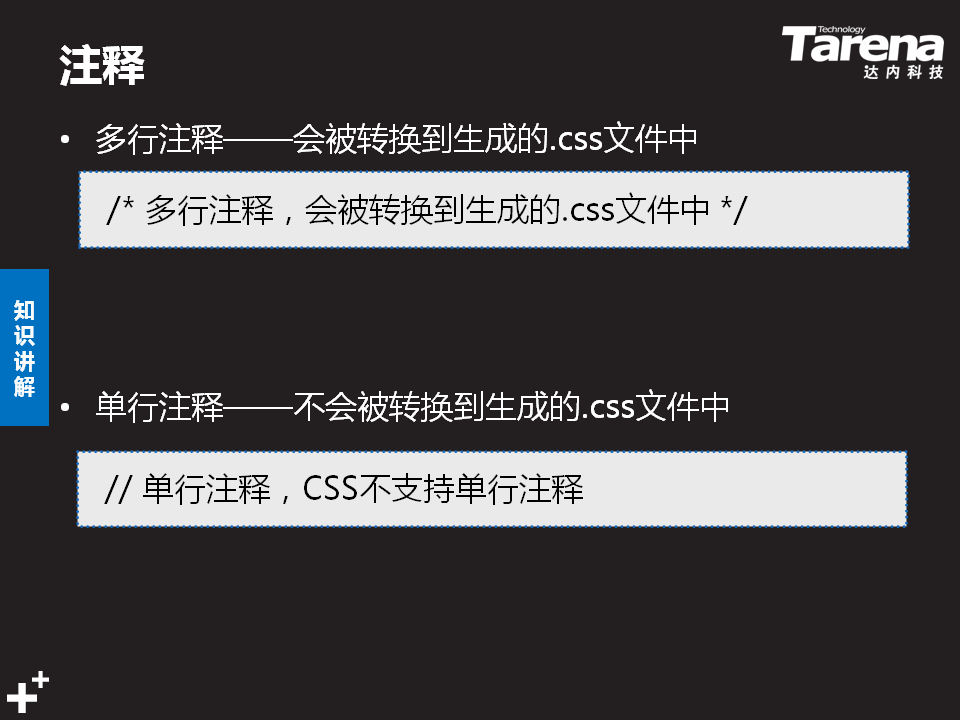 注释
Technology
Tarena
达内科技
• 多行注释——会被转换到生成的.css文件中
/* 多行注释，会被转换到生成的.css文件中 */
知识讲解
• 单行注释——不会被转换到生成的.css文件中
// 单行注释，CSS不支持单行注释